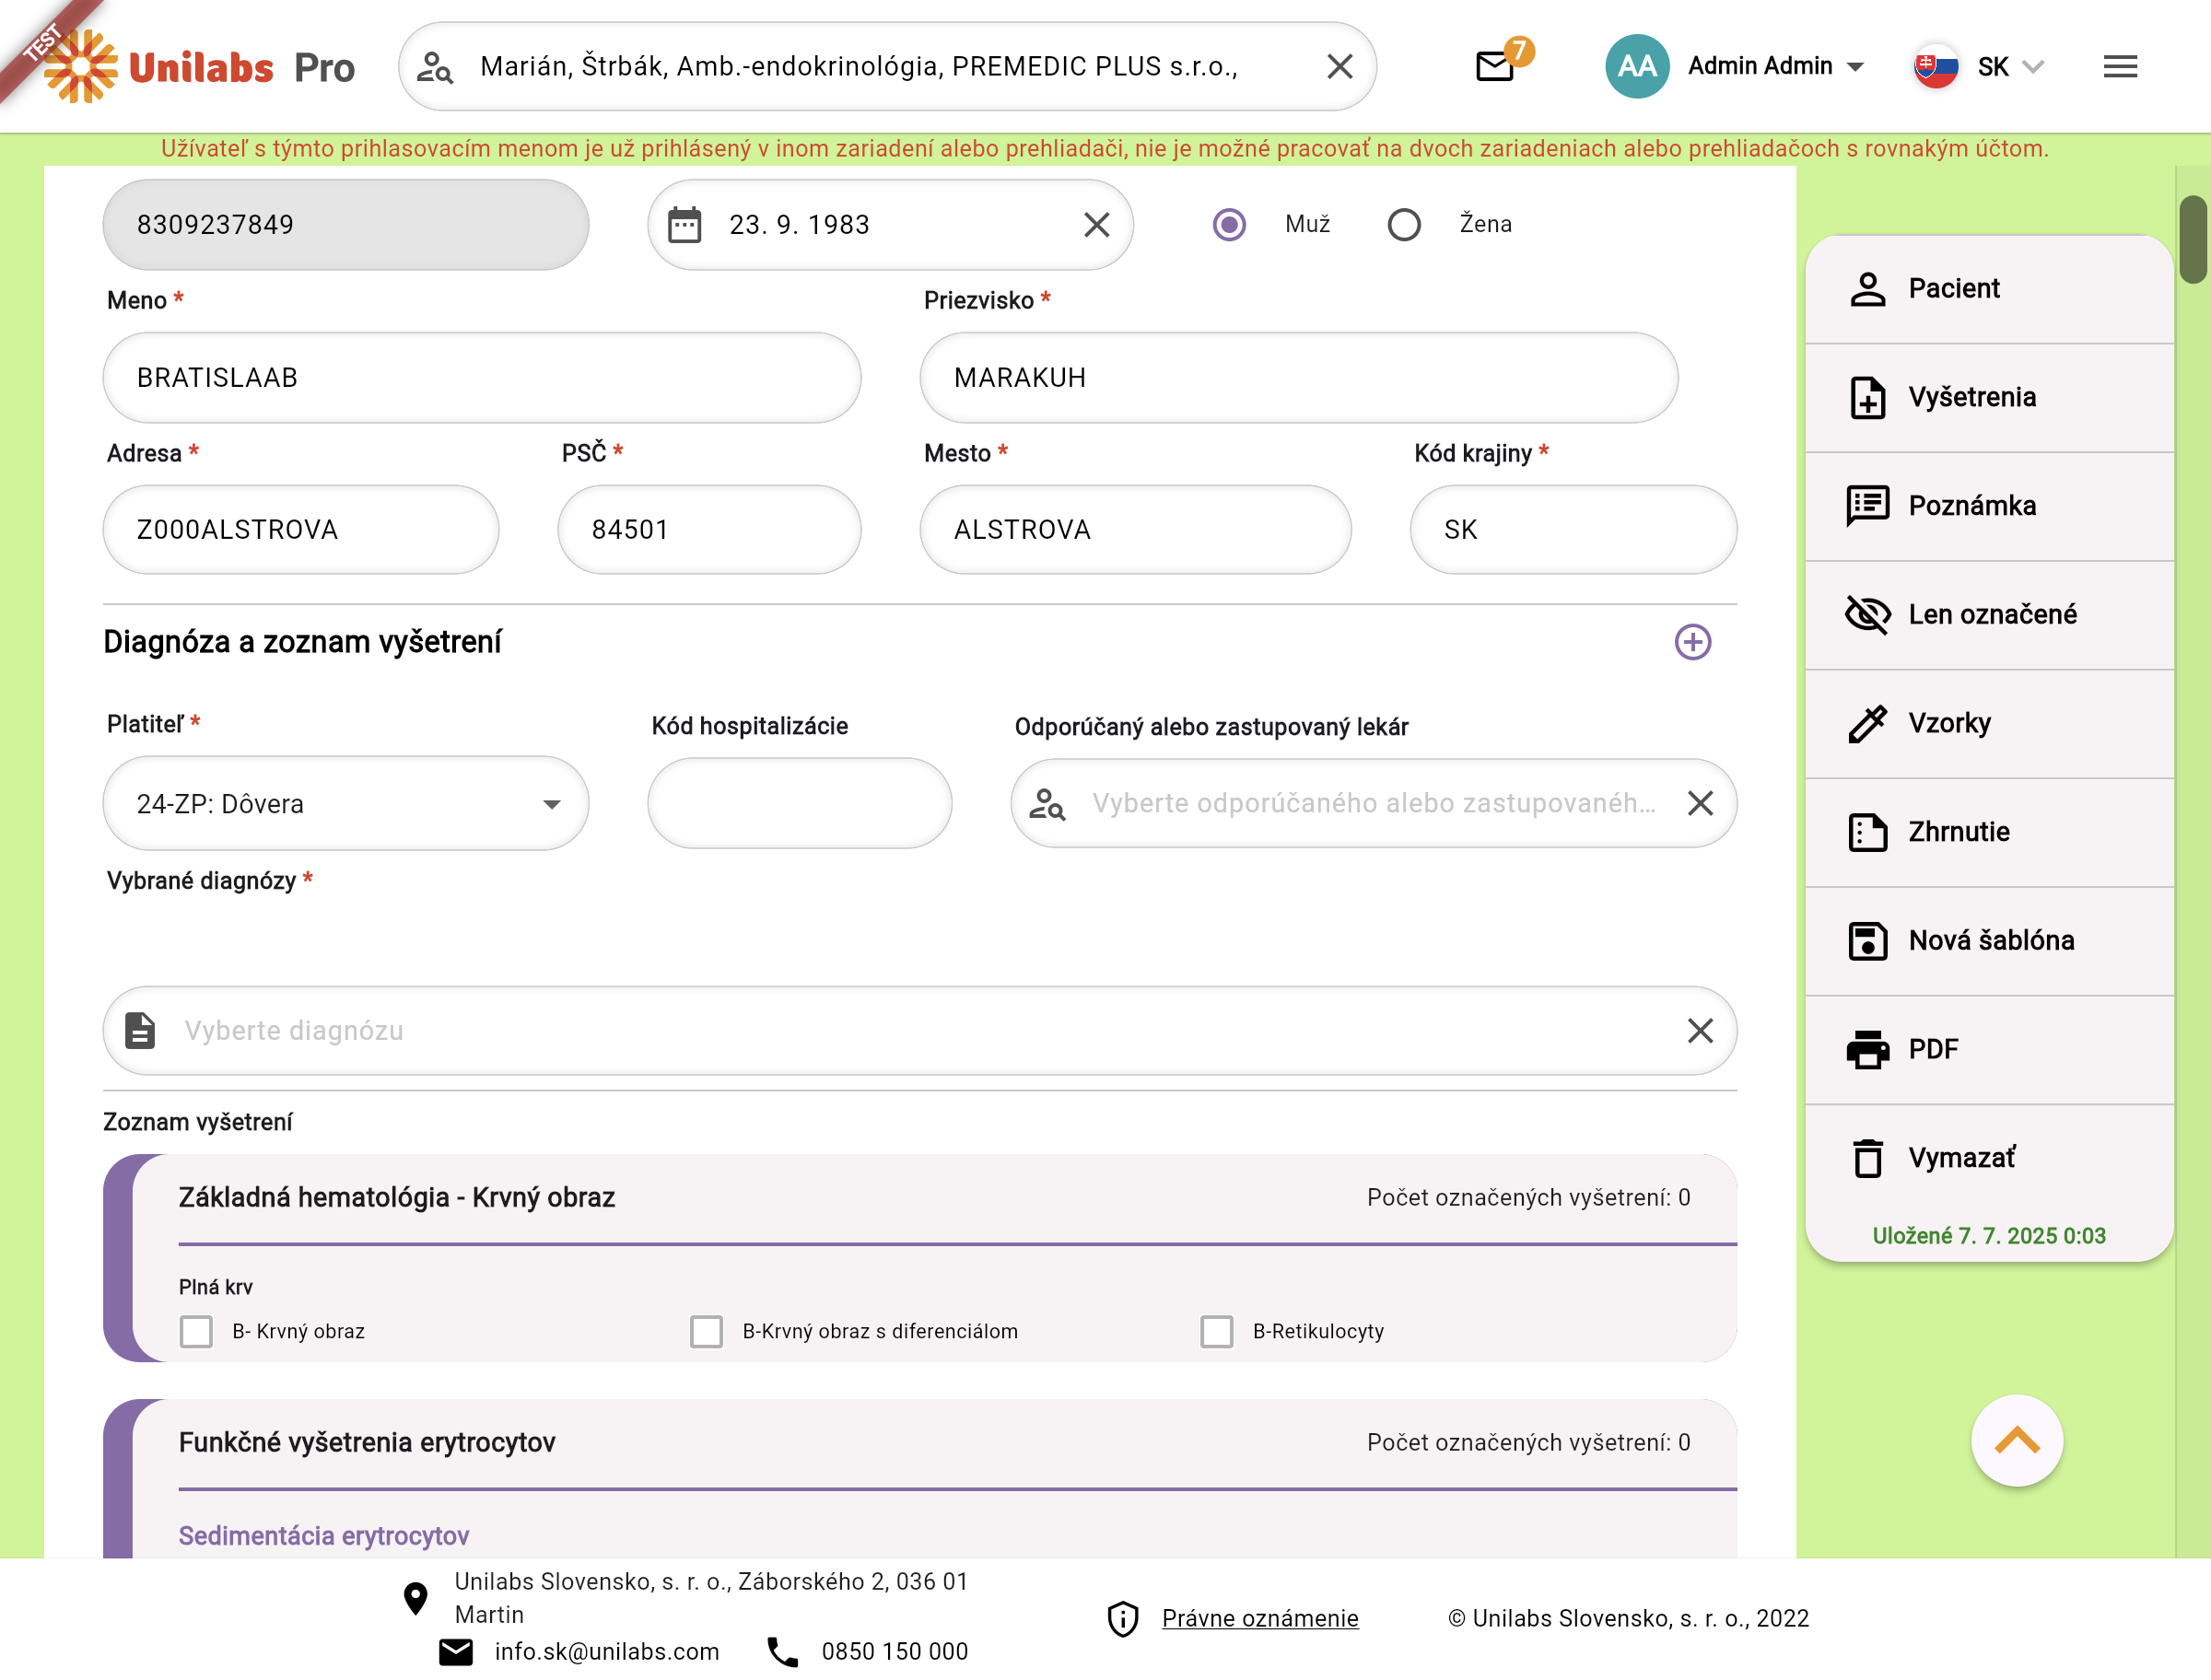 TEST
Unilabs Pro
Marián, Štrbák, Amb.-endokrinológia, PREMEDIC PLUS s.r.o.,
7
AA Admin Admin
SK
Užívateľ s týmto prihlasovacím menom je už prihlásený v inom zariadení alebo prehliadači, nie je možné pracovať na dvoch zariadeniach alebo prehliadačoch s rovnakým účtom.
8309237849
23. 9. 1983
Muž
Žena
Meno *
Priezvisko *
BRATISLAAB
MARAKUH
Adresa *
PSČ *
Mesto *
Kód krajiny *
Z000ALSTROVA
84501
ALSTROVA
SK
Diagnóza a zoznam vyšetrení
Platiteľ *
Kód hospitalizácie
Odporúčaný alebo zastupovaný lekár
24-ZP: Dôvera
Vyberte odporúčaného alebo zastupovanéh...
Vybrané diagnózy *
Vyberte diagnózu
Zoznam vyšetrení
Základná hematológia - Krvný obraz
Počet označených vyšetrení: 0
Plná krv
B- Krvný obraz
B-Krvný obraz s diferenciálom
B-Retikulocyty
Funkčné vyšetrenia erytrocytov
Počet označených vyšetrení: 0
Sedimentácia erytrocytov
Pacient
Vyšetrenia
Poznámka
Len označené
Vzorky
Zhrnutie
Nová šablóna
PDF
Vymazať
Uložené 7. 7. 2025 0:03
Unilabs Slovensko, s. r. o., Záborského 2, 036 01
Martin
info.sk@unilabs.com
0850 150 000
Právne oznámenie
© Unilabs Slovensko, s. r. o., 2022